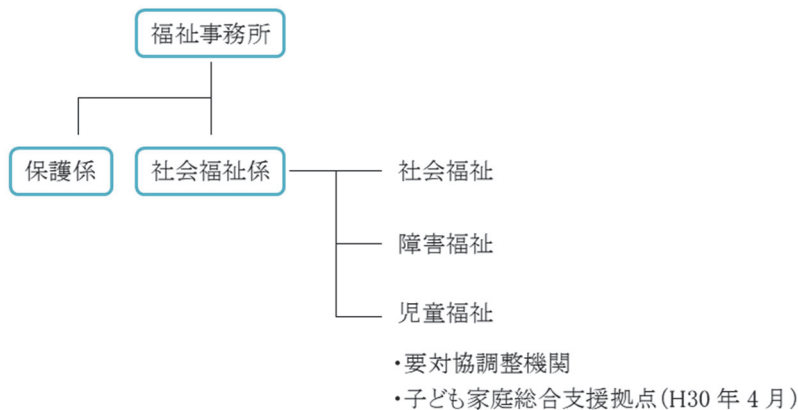 福祉事務所
保護係
社会福祉係
社会福祉
障害福祉
児童福祉
・要対協調整機関
・子ども家庭総合支援拠点(H30年4月)